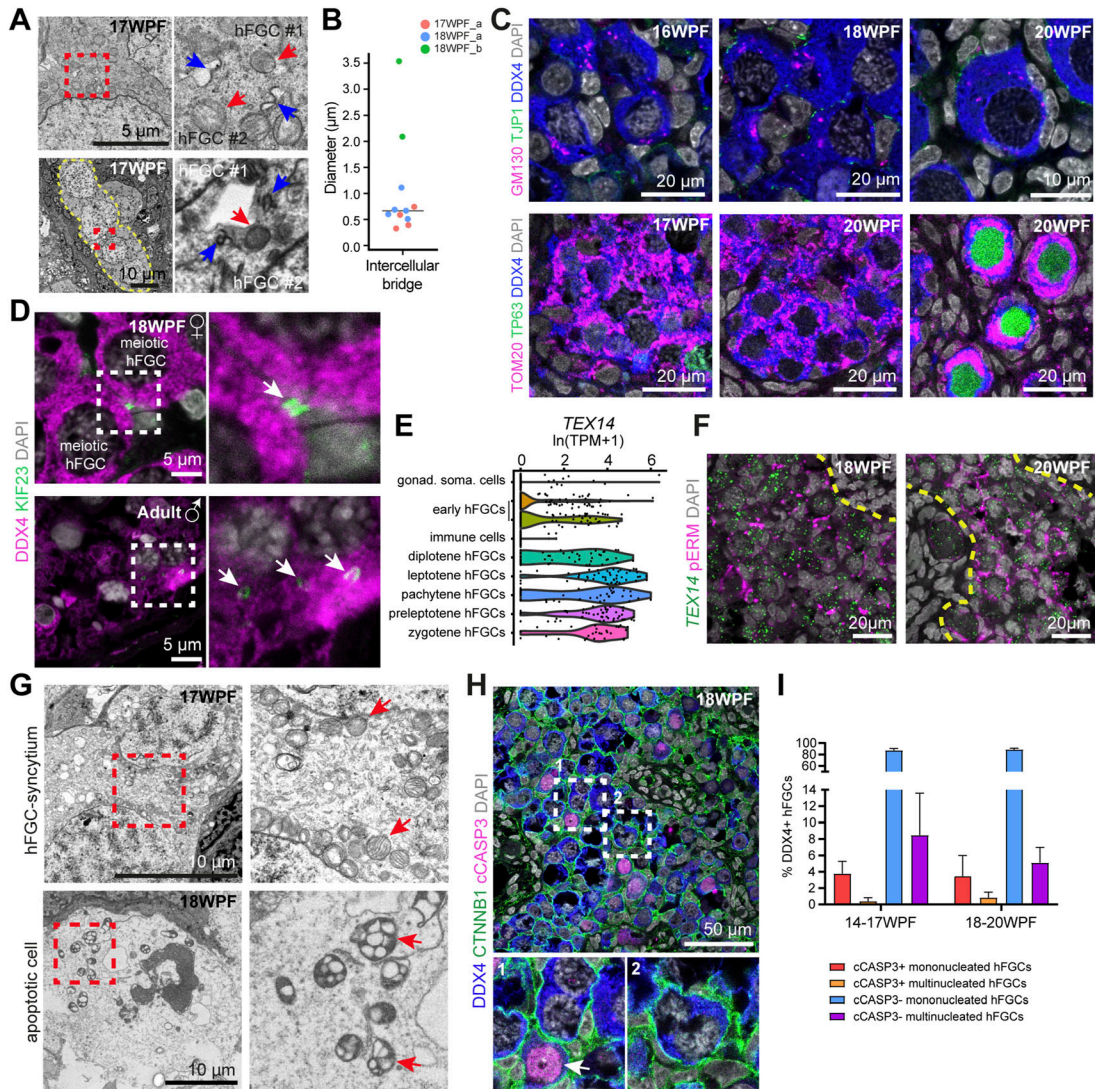 A
17WPF
hFGC #1
hFGC #2
5 µm
17WPF
hFGC #1
hFGC #2
10 µm
B
17WPF_a
18WPF_a
18WPF_b
Diameter (µm)
3.5
3.0
2.5
2.0
1.5
1.0
0.5
0.0
Intercellular
bridge
C
GM130 TJP1 DDX4 DAPI
16WPF
18WPF
20WPF
20 µm
20 µm
10 µm
TOM20 TP63 DDX4 DAPI
17WPF
20WPF
20WPF
20 µm
20 µm
20 µm
D
DDX4 KIF23 DAPI
18WPF ♀
meiotic
hFGC
meiotic
hFGC
5 µm
Adult ♂
5 µm
E
TEX14
ln(TPM+1)
0 2 4 6
gonad. soma. cells
early hFGCs
immune cells
diplotene hFGCs
leptotene hFGCs
pachytene hFGCs
preleptotene hFGCs
zygotene hFGCs
F
TEX14 pERM DAPI
18WPF
20WPF
20µm
20µm
G
hFGC-syncytium
17WPF
10 µm
apoptotic cell
18WPF
10 µm
H
DDX4 CTNNB1 cCASP3 DAPI
18WPF
1
2
50 µm
1
2
I
% DDX4+ hFGCs
100
80
60
14
12
10
8
6
4
2
0
14-17WPF
18-20WPF
cCASP3+ mononucleated hFGCs
cCASP3+ multinucleated hFGCs
cCASP3- mononucleated hFGCs
cCASP3- multinucleated hFGCs